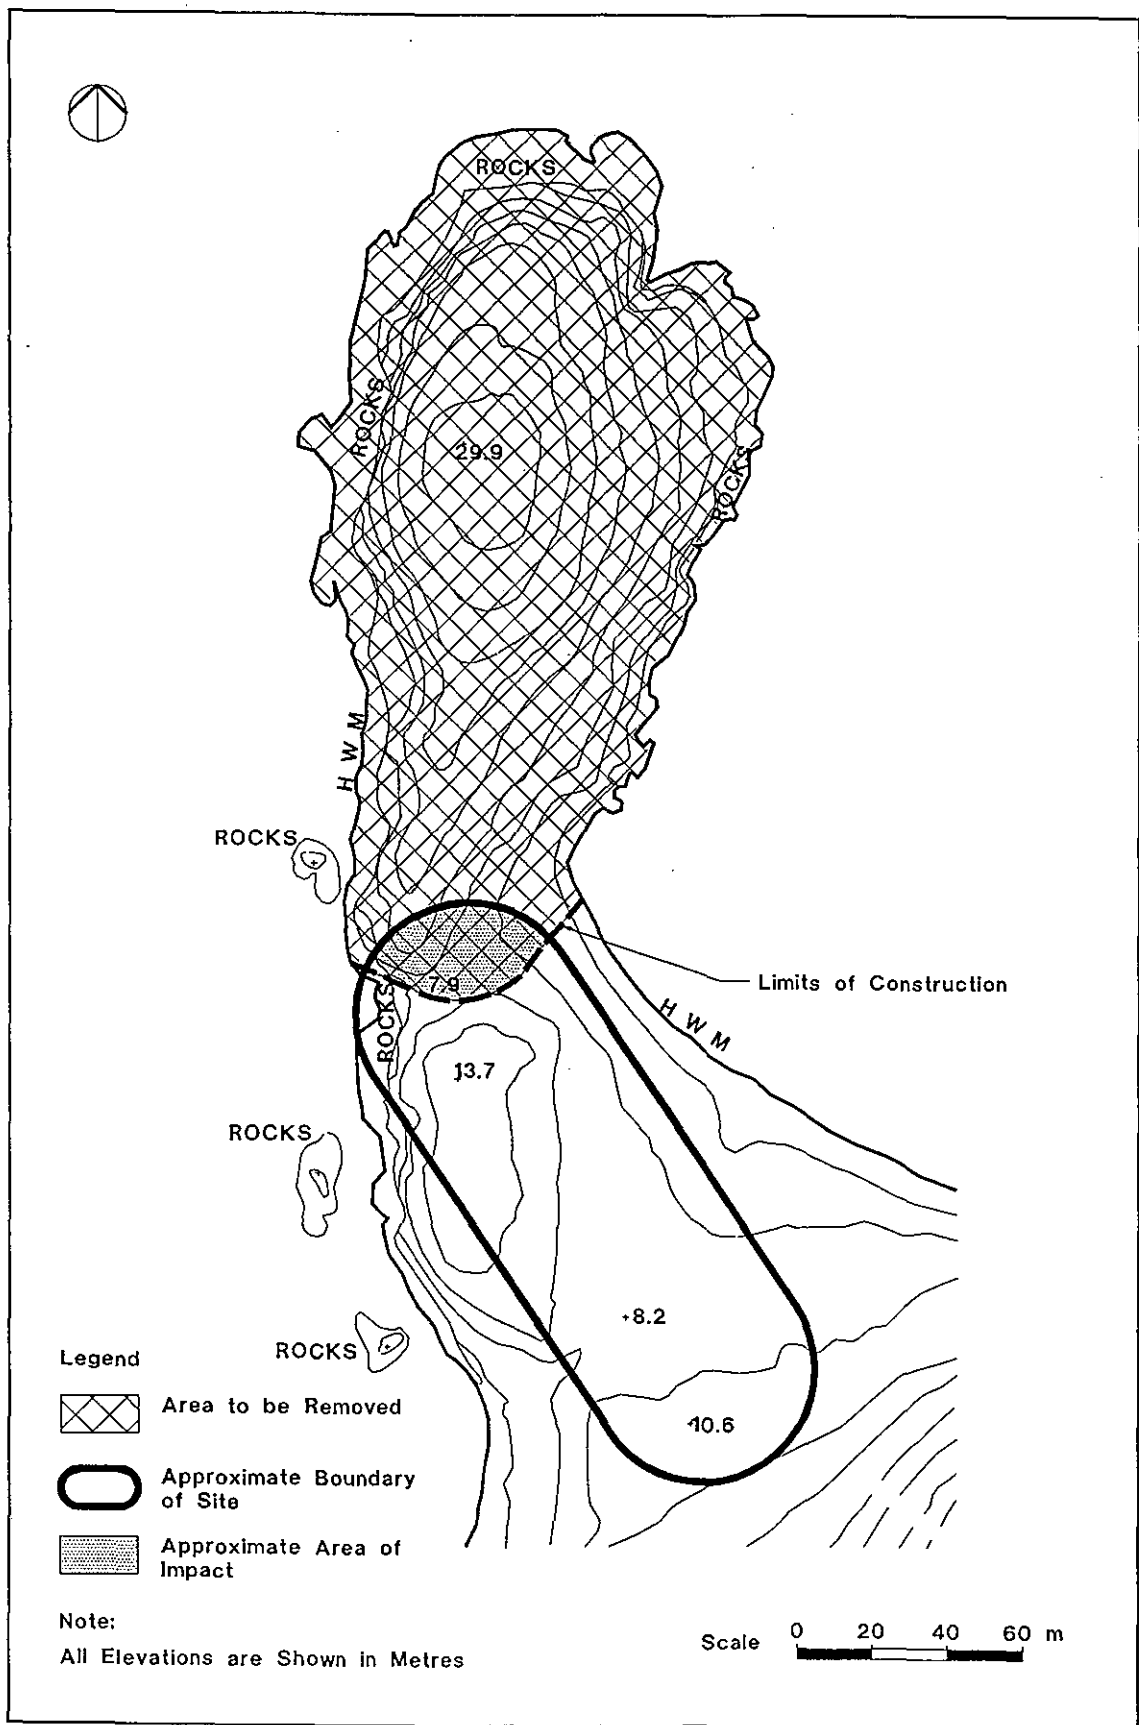 ROCKS
ROCKS
29.9
ROCKS
H W M
ROCKS
7.9
Limits of Construction
ROCKS
H W M
13.7
ROCKS
+8.2
ROCKS
10.6
Legend
Area to be Removed
Approximate Boundary
of Site
Approximate Area of
Impact
Note:
All Elevations are Shown in Metres
Scale 0 20 40 60 m